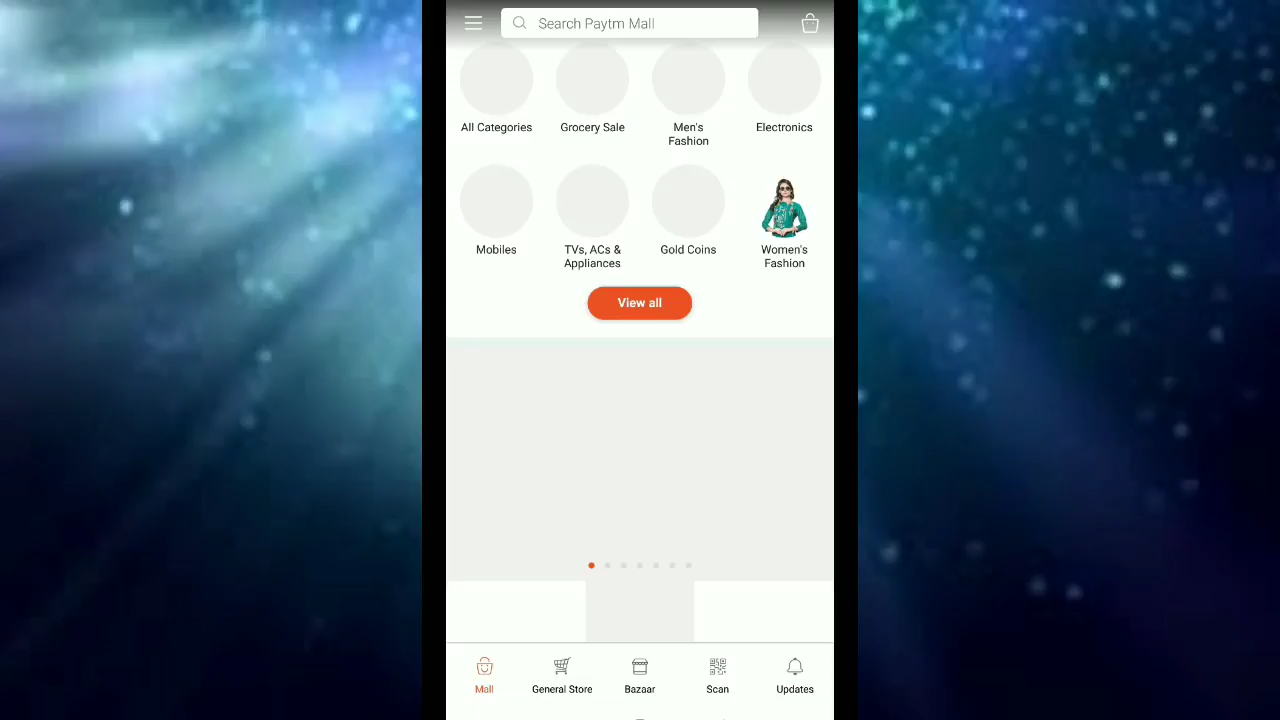 Search Paytm Mall
All Categories
Grocery Sale
Men's
Fashion
Electronics
Mobiles
TVs, ACs &
Appliances
Gold Coins
Women's
Fashion
View all
Mall
General Store
Bazaar
Scan
Updates